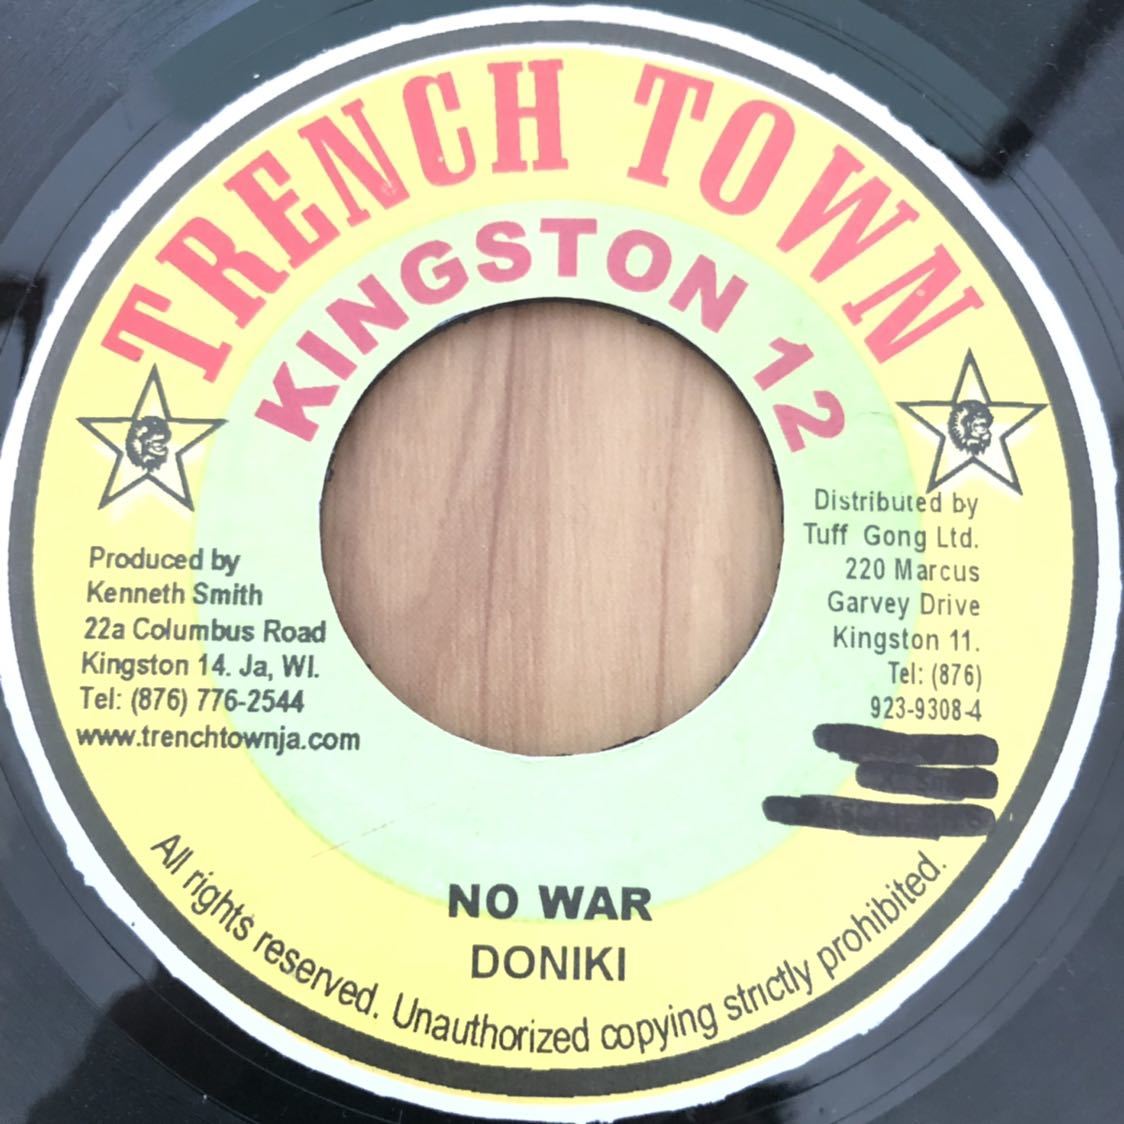 TRENCH TOWN
KINGSTON 12
Produced by
Kenneth Smith
22a Columbus Road
Kingston 14. Ja, WI.
Tel: (876) 776-2544
www.trenchtownja.com
Distributed by
Tuff Gong Ltd.
220 Marcus
Garvey Drive
Kingston 11.
Tel: (876)
923-9308-4
NO WAR
DONIKI
All rights reserved. Unauthorized copying strictly prohibited.